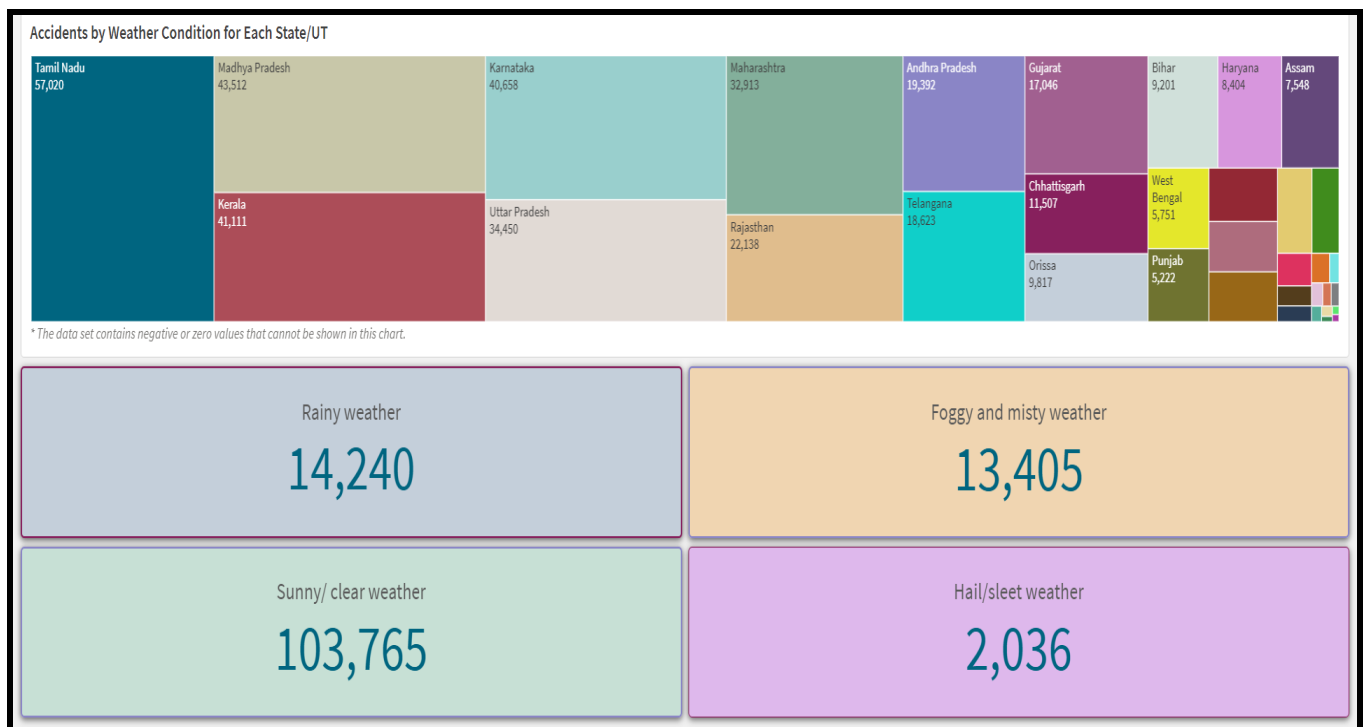 Accidents by Weather Condition for Each State/UT
Tamil Nadu
57,020
Madhya Pradesh
43,512
Kerala
41,111
Karnataka
40,658
Uttar Pradesh
34,450
Maharashtra
32,913
Rajasthan
22,138
Andhra Pradesh
19,392
Telangana
18,623
Gujarat
17,046
Chhattisgarh
11,507
Orissa
9,817
Bihar
9,201
Haryana
8,404
Assam
7,548
West
Bengal
5,751
Punjab
5,222
* The data set contains negative or zero values that cannot be shown in this chart.
Rainy weather
14,240
Foggy and misty weather
13,405
Sunny/ clear weather
103,765
Hail/sleet weather
2,036